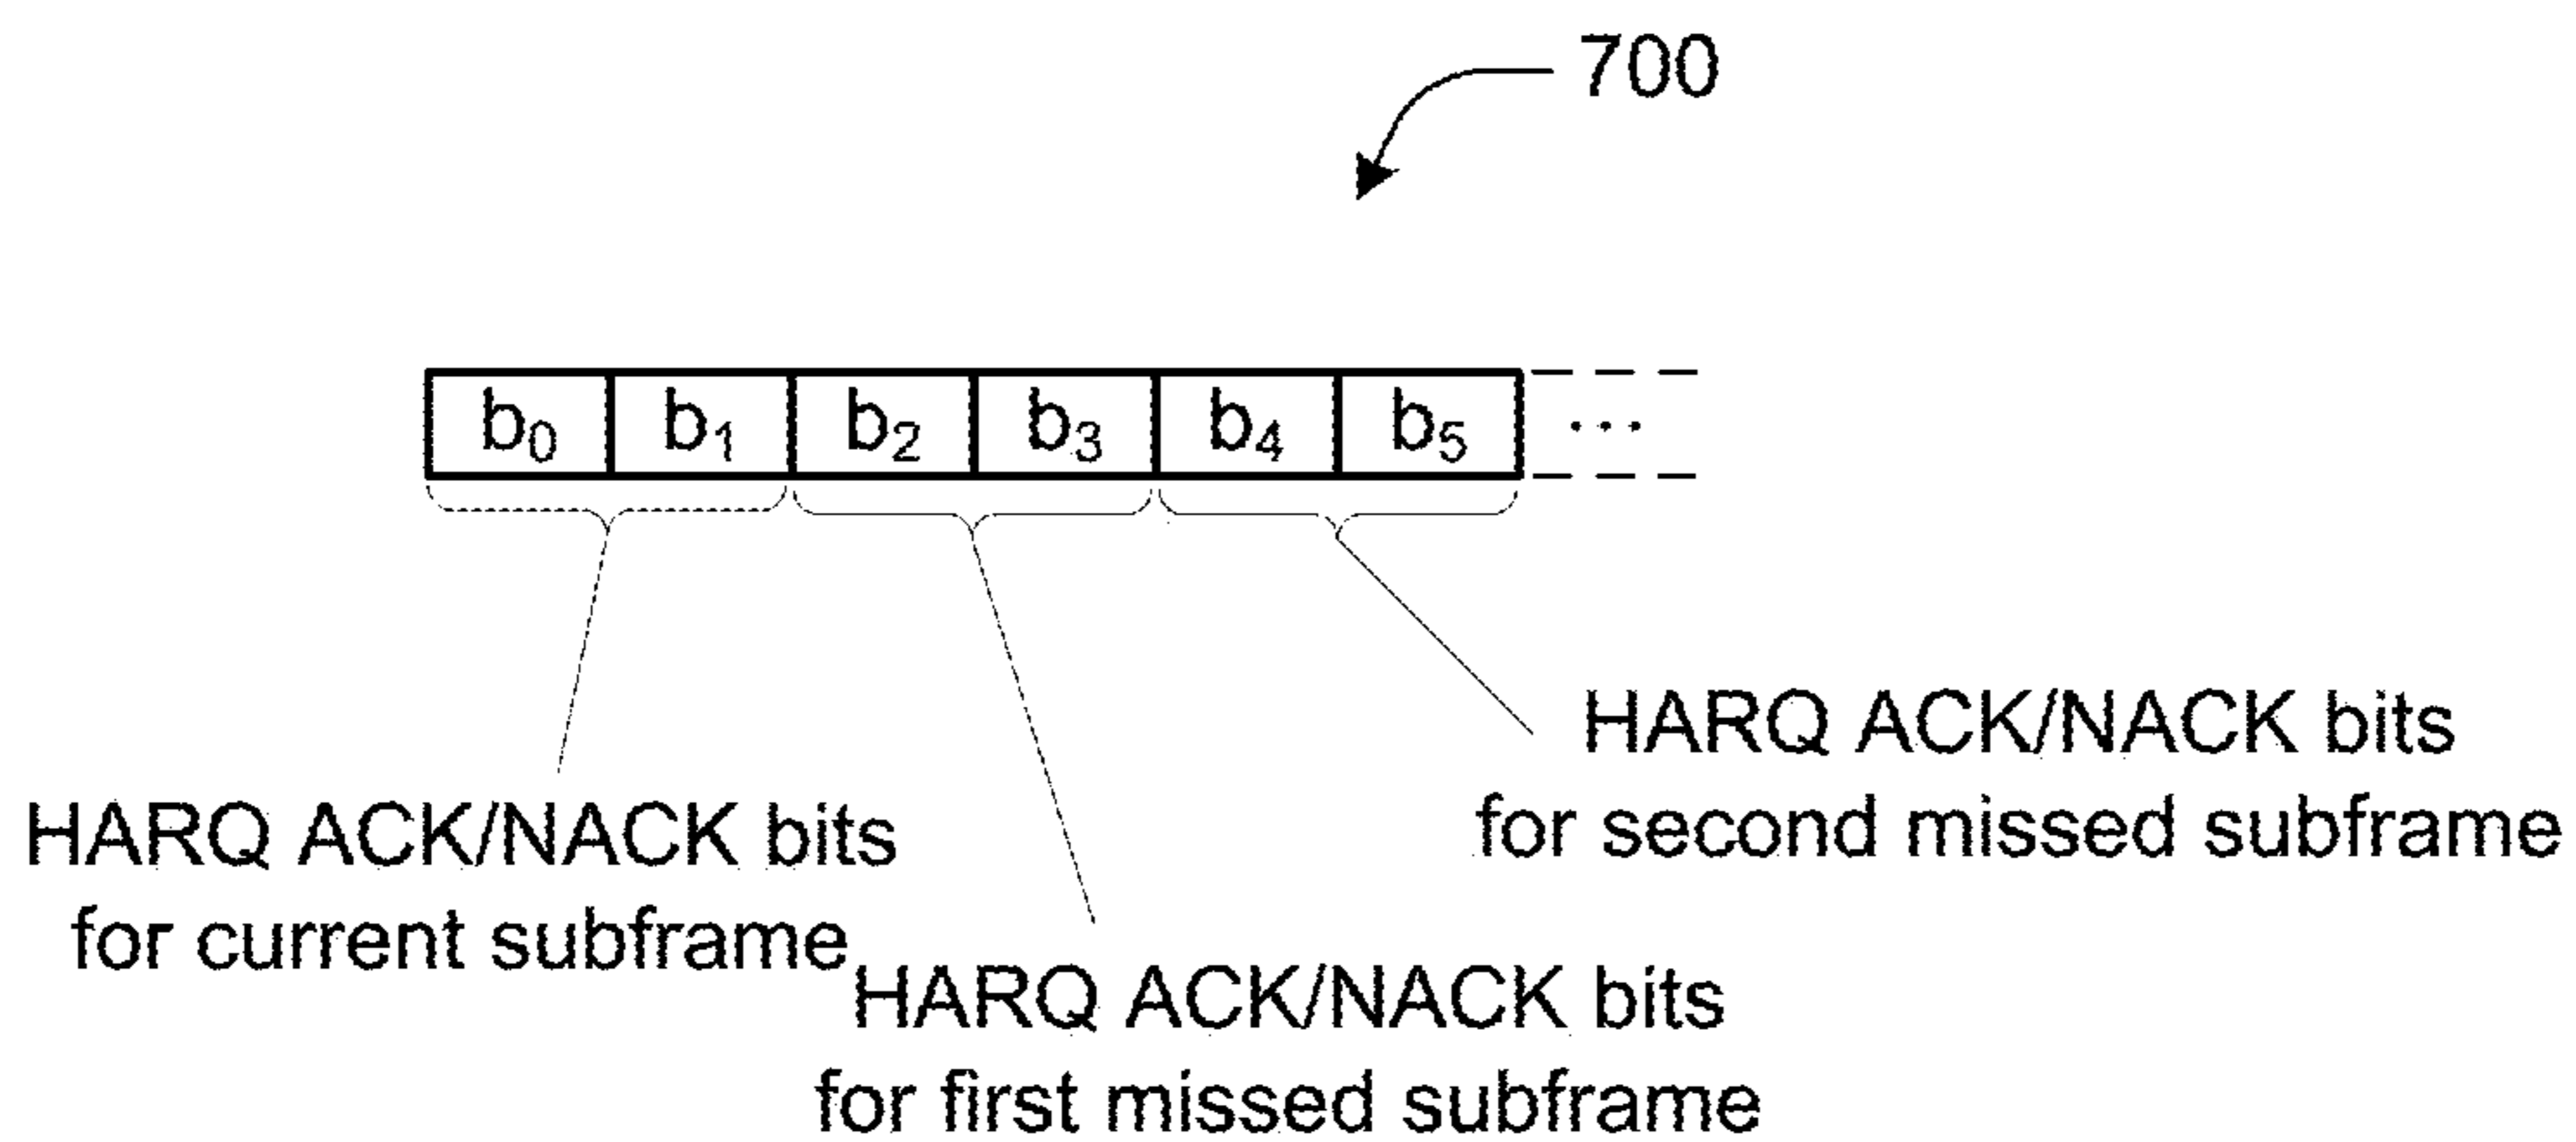 700
b₀ b₁ b₂ b₃ b₄ b₅ ...
HARQ ACK/NACK bits
for current subframe
HARQ ACK/NACK bits
for first missed subframe
HARQ ACK/NACK bits
for second missed subframe